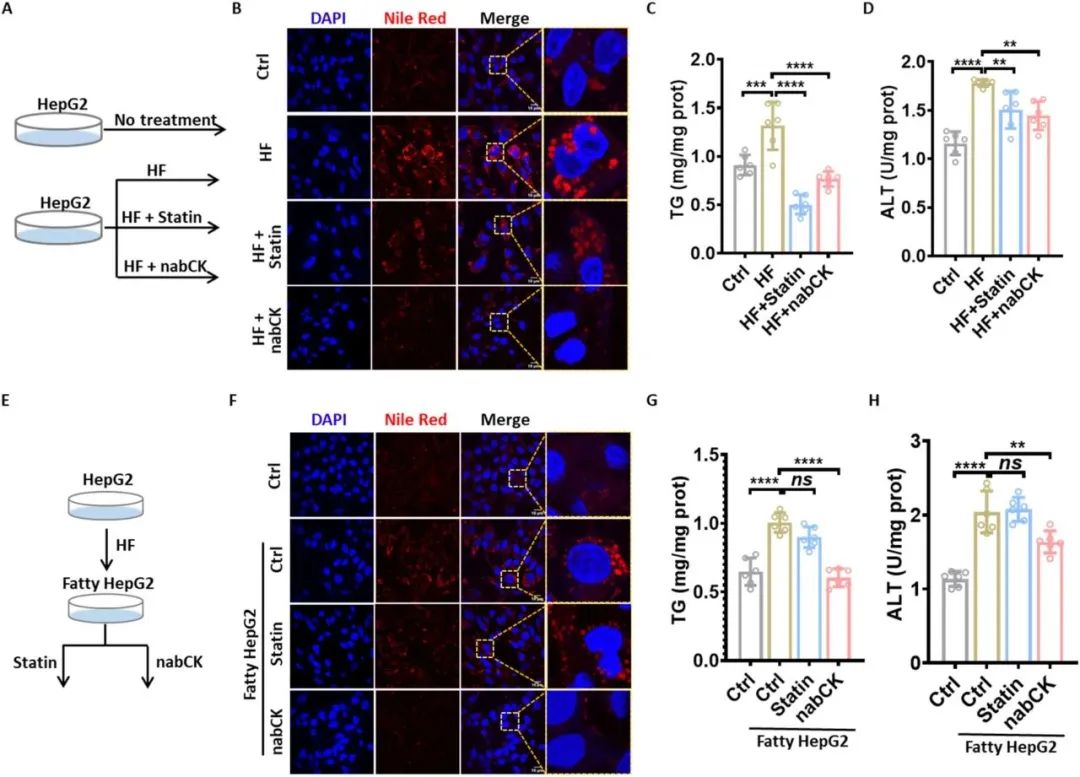 A
HepG2
No treatment
HepG2
HF
HF + Statin
HF + nabCK
B
DAPI Nile Red Merge
Ctrl
HF
HF +
Statin
HF +
nabCK
C
TG (mg/mg prot)
2.0
1.5
1.0
0.5
0.0
*** ****
****
Ctrl
HF
HF+Statin
HF+nabCK
D
ALT (U/mg prot)
2.0
1.5
1.0
0.5
0.0
**
**** **
Ctrl
HF
HF+Statin
HF+nabCK
E
HepG2
HF
Fatty HepG2
Statin
nabCK
F
DAPI Nile Red Merge
Ctrl
Fatty HepG2
Ctrl
Statin
nabCK
G
TG (mg/mg prot)
1.5
1.0
0.5
0.0
****
**** ns
Ctrl
Ctrl
Statin
nabCK
Fatty HepG2
H
ALT (U/mg prot)
3
2
1
0
**
**** ns
Ctrl
Ctrl
Statin
nabCK
Fatty HepG2